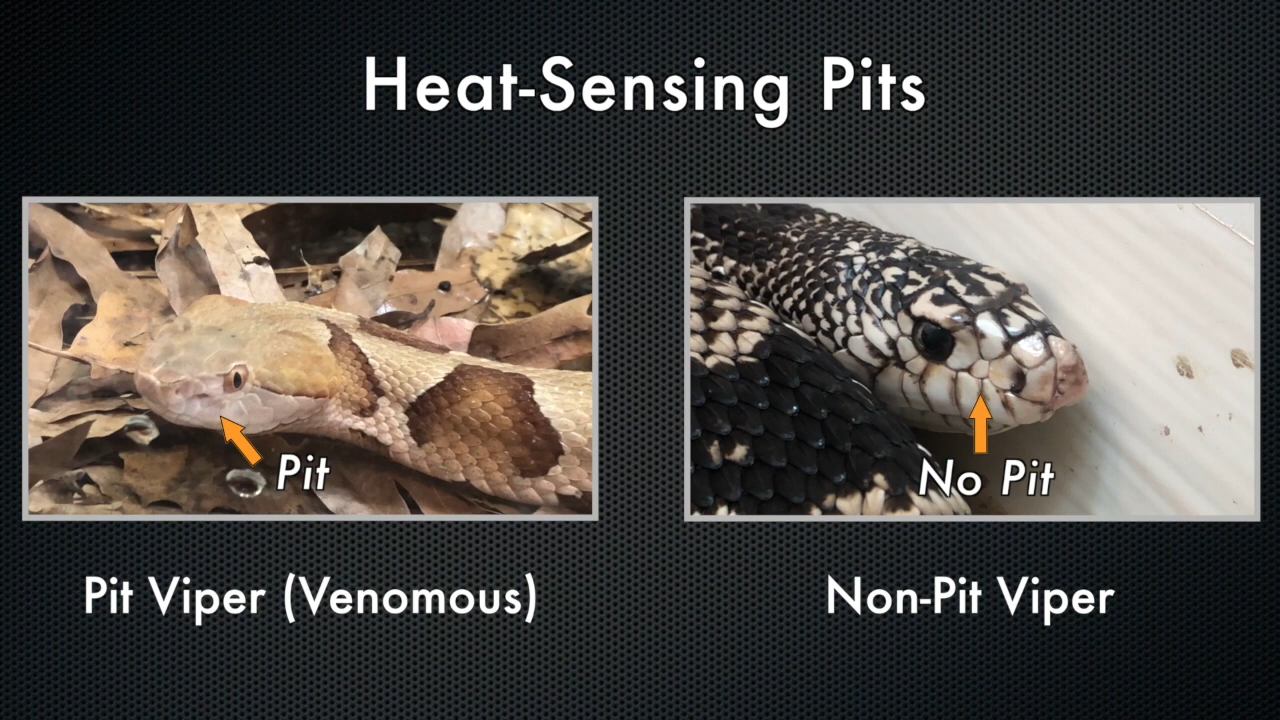 Heat-Sensing Pits
Pit
No Pit
Pit Viper (Venomous)
Non-Pit Viper